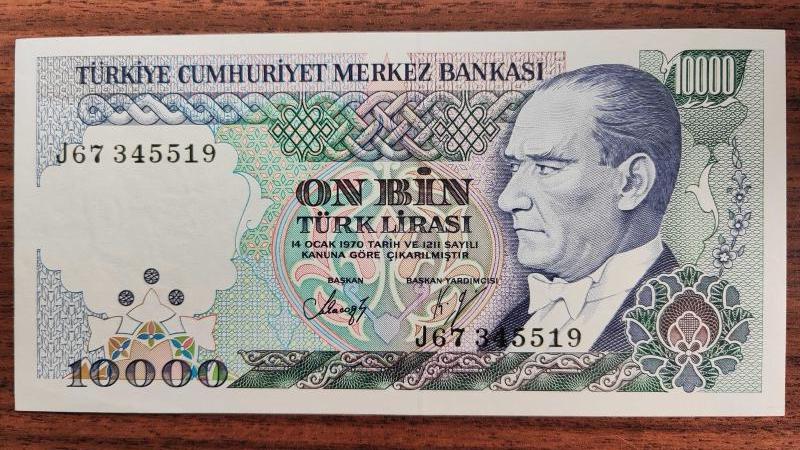 TÜRKİYE CUMHURİYET MERKEZ BANKASI
10000
J67 345519
ON BİN
TÜRK LİRASI
14 OCAK 1970 TARİH VE 1211 SAYILI
KANUNA GÖRE ÇIKARILMIŞTIR
BAŞKAN BAŞKAN YARDIMCISI
J67 345519
10000